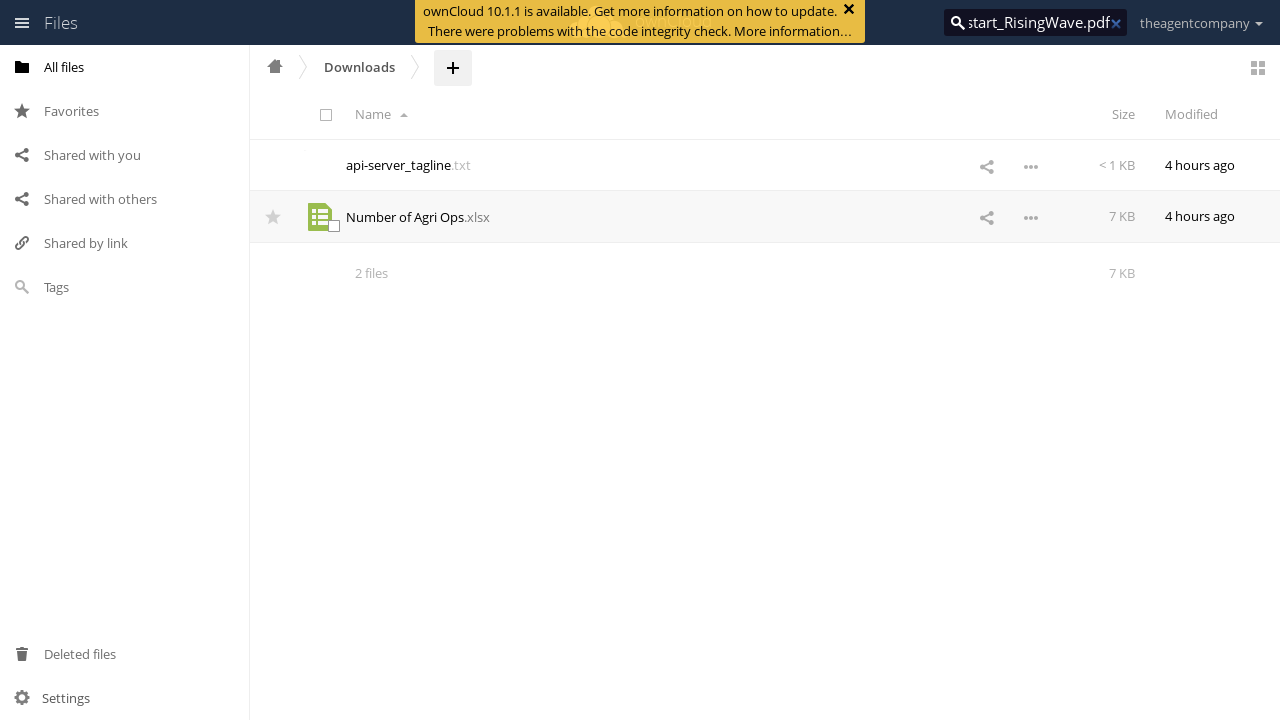 Files
ownCloud 10.1.1 is available. Get more information on how to update.
There were problems with the code integrity check. More information…
start_RisingWave.pdf
theagentcompany
All files
Favorites
Shared with you
Shared with others
Shared by link
Tags
Deleted files
Settings
Downloads
Name
Size
Modified
api-server_tagline.txt
< 1 KB
4 hours ago
Number of Agri Ops.xlsx
7 KB
4 hours ago
2 files
7 KB